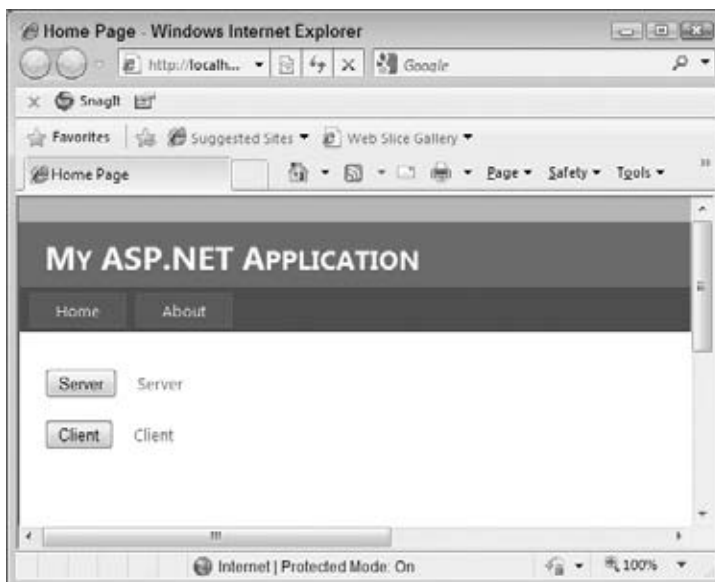 Home Page - Windows Internet Explorer
http://localh... Google
x SnagIt
Favorites Suggested Sites Web Slice Gallery
Home Page Page Safety Tools »
MY ASP.NET APPLICATION
Home About
Server Server
Client Client
Internet | Protected Mode: On 100%